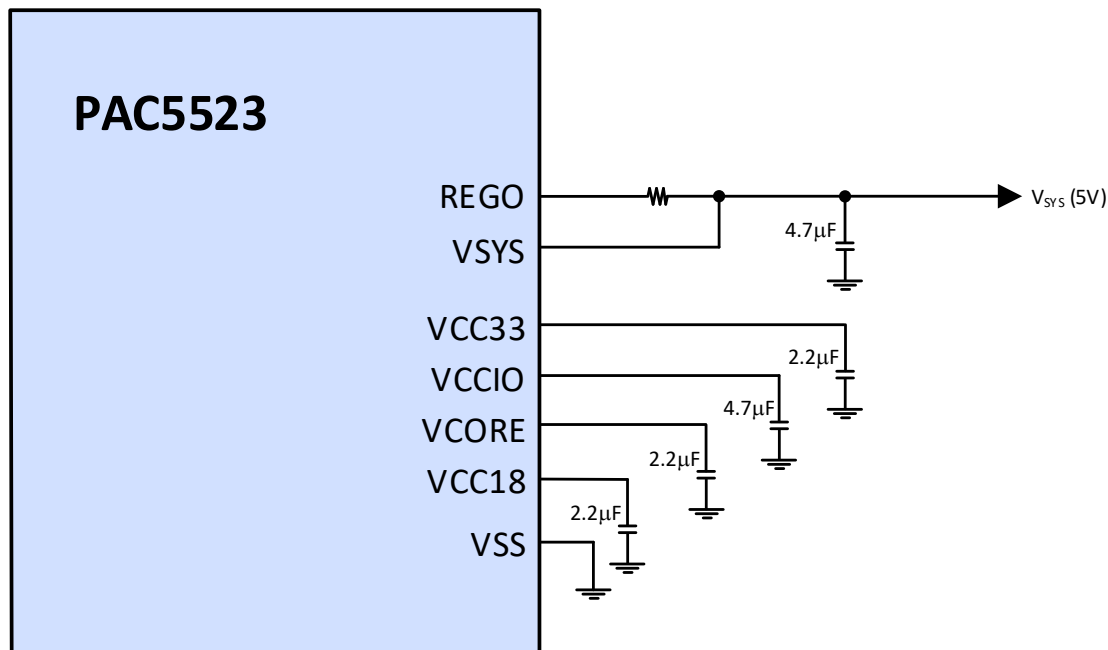 PAC5523
REGO
VSYS
VSYS (5V)
4.7μF
VCC33
2.2μF
VCCIO
4.7μF
VCORE
2.2μF
VCC18
2.2μF
VSS